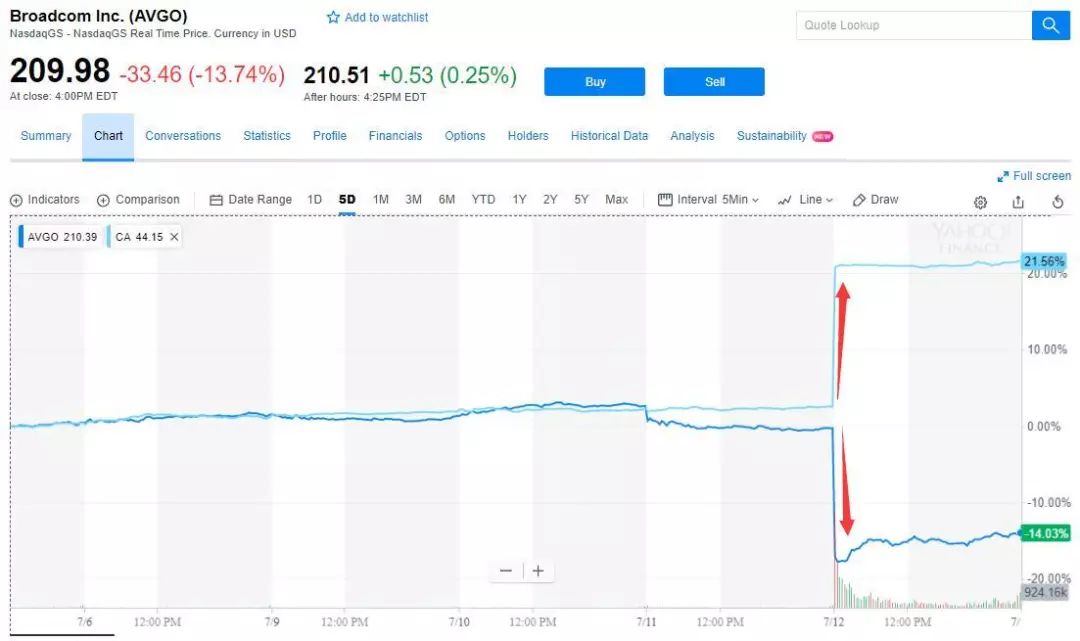 Broadcom Inc. (AVGO)
Add to watchlist
Quote Lookup
NasdaqGS - NasdaqGS Real Time Price. Currency in USD
209.98 -33.46 (-13.74%) 210.51 +0.53 (0.25%)
Buy
Sell
At close: 4:00PM EDT
After hours: 4:25PM EDT
Summary Chart Conversations Statistics Profile Financials Options Holders Historical Data Analysis Sustainability NEW
Full screen
Indicators Comparison Date Range 1D 5D 1M 3M 6M YTD 1Y 2Y 5Y Max Interval 5Min Line Draw
AVGO 210.39 CA 44.15
YAHOO!
FINANCE
21.56%
20.00%
10.00%
0.00%
-10.00%
-14.03%
-20.00%
924.16k
7/6 12:00 PM 7/9 12:00 PM 7/10 12:00 PM 7/11 12:00 PM 7/12 12:00 PM 7/